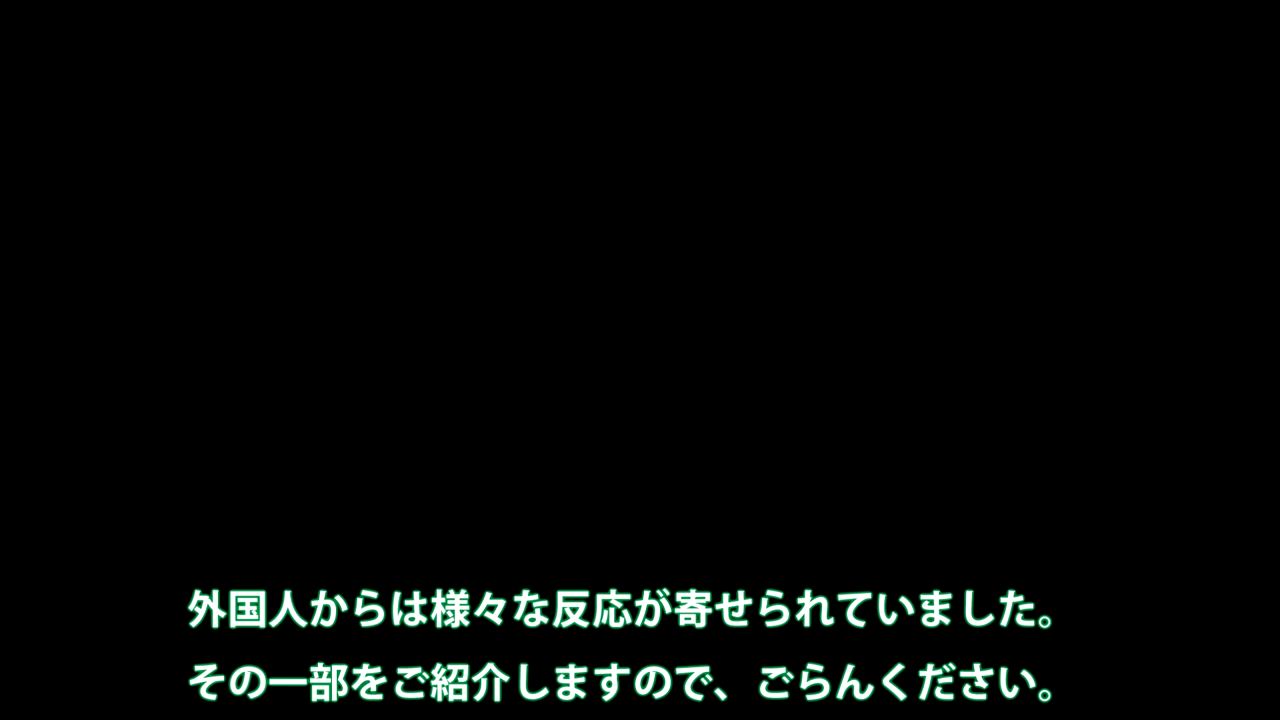 外国人からは様々な反応が寄せられていました。
その一部をご紹介しますので、ごらんください。